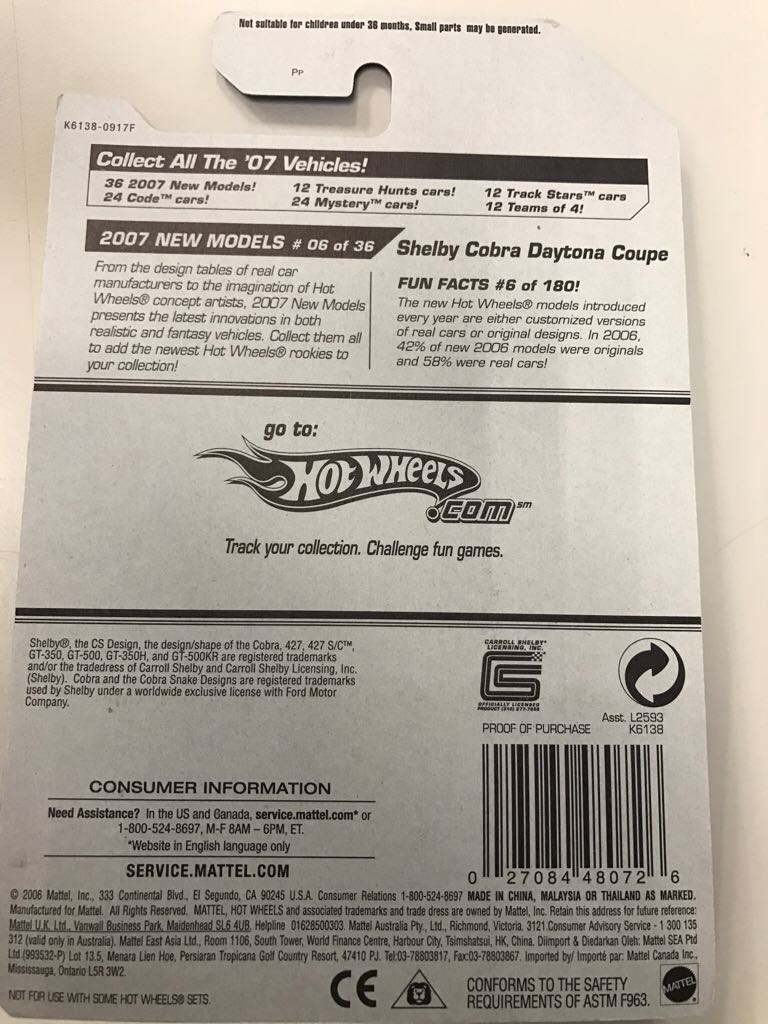 Not suitable for children under 36 months, Small parts may be generated.
PP
K6138-0917F
Collect All The '07 Vehicles!
36 2007 New Models! 12 Treasure Hunts cars! 12 Track Stars™ cars
24 Code™ cars! 24 Mystery™ cars! 12 Teams of 4!
2007 NEW MODELS # 06 of 36
From the design tables of real car
manufacturers to the imagination of Hot
Wheels® concept artists, 2007 New Models
presents the latest innovations in both
realistic and fantasy vehicles. Collect them all
to add the newest Hot Wheels® rookies to
your collection!
Shelby Cobra Daytona Coupe
FUN FACTS #6 of 180!
The new Hot Wheels® models introduced
every year are either customized versions
of real cars or original designs. In 2006,
42% of new 2006 models were originals
and 58% were real cars!
go to:
HOT WHEELS
.com℠
Track your collection. Challenge fun games.
Shelby®, the CS Design, the design/shape of the Cobra, 427, 427 S/C™,
GT-350, GT-500, GT-350H, and GT-500KR are registered trademarks
and/or the tradedress of Carroll Shelby and Carroll Shelby Licensing, Inc.
(Shelby). Cobra and the Cobra Snake Designs are registered trademarks
used by Shelby under a worldwide exclusive license with Ford Motor
Company.
CARROLL SHELBY
LICENSING, INC.
OFFICIALLY LICENSED
PRODUCT (310) 277-7888
Asst. L2593
PROOF OF PURCHASE K6138
0 27084 48072 6
CONSUMER INFORMATION
Need Assistance? In the US and Canada, service.mattel.com* or
1-800-524-8697, M-F 8AM – 6PM, ET.
*Website in English language only
SERVICE.MATTEL.COM
© 2006 Mattel, Inc., 333 Continental Blvd., El Segundo, CA 90245 U.S.A. Consumer Relations 1-800-524-8697 MADE IN CHINA, MALAYSIA OR THAILAND AS MARKED.
Manufactured for Mattel. All Rights Reserved. MATTEL, HOT WHEELS and associated trademarks and trade dress are owned by Mattel, Inc. Retain this address for future reference:
Mattel U.K. Ltd., Vanwall Business Park, Maidenhead SL6 4UB. Helpline 01628500303. Mattel Australia Pty., Ltd., Richmond, Victoria. 3121.Consumer Advisory Service - 1 300 135
312 (valid only in Australia). Mattel East Asia Ltd., Room 1106, South Tower, World Finance Centre, Harbour City, Tsimshatsui, HK, China. Diimport & Diedarkan Oleh: Mattel SEA Ptd
Ltd.(993532-P) Lot 13.5, Menara Lien Hoe, Persiaran Tropicana Golf Country Resort, 47410 PJ. Tel:03-78803817, Fax:03-78803867. Imported by/ Importé par: Mattel Canada Inc.,
Mississauga, Ontario L5R 3W2.
NOT FOR USE WITH SOME HOT WHEELS® SETS.
CE
CONFORMS TO THE SAFETY
REQUIREMENTS OF ASTM F963.
MATTEL